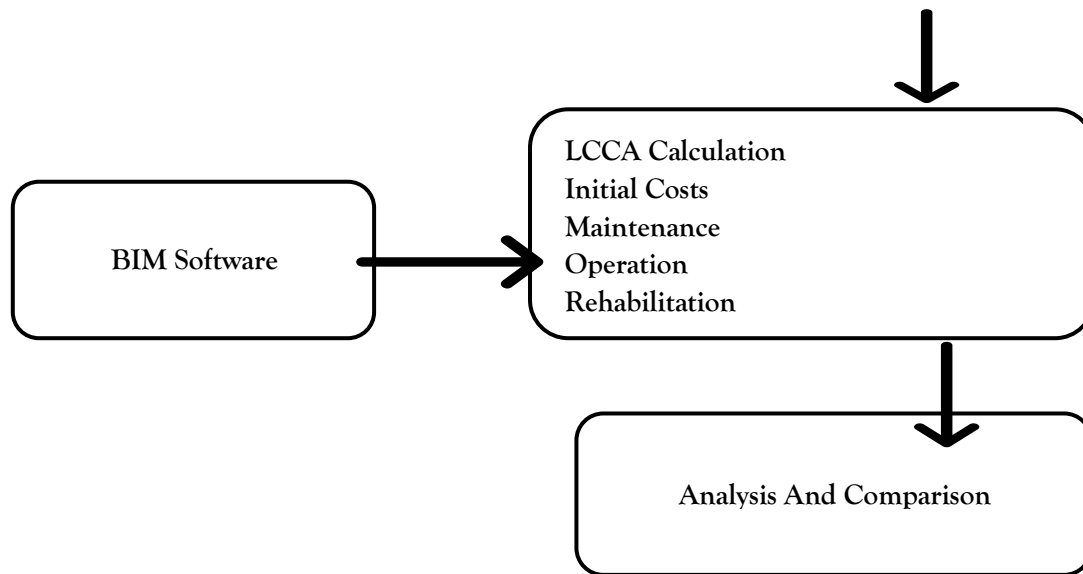 LCCA Calculation
Initial Costs
Maintenance
Operation
Rehabilitation
BIM Software
Analysis And Comparison